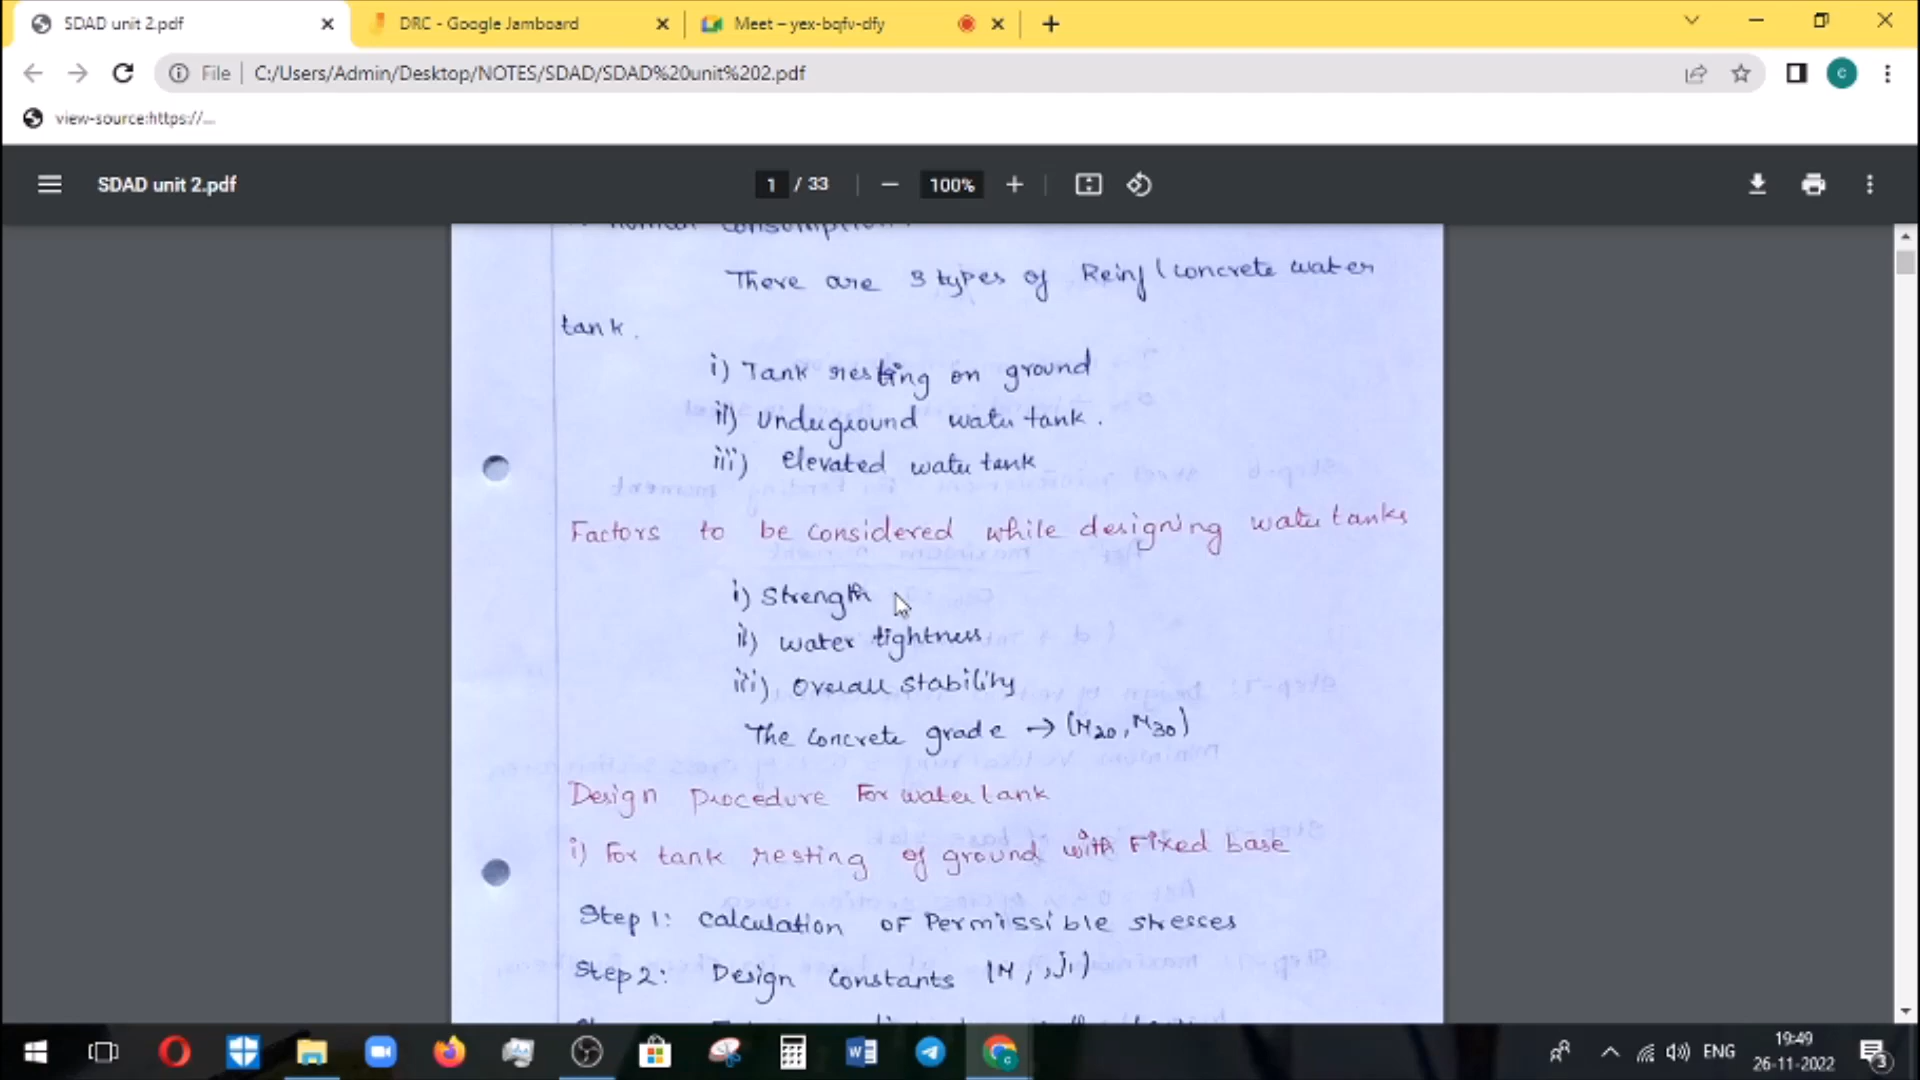 SDAD unit 2.pdf
DRC - Google Jamboard
Meet – yex-bqfv-dfy
File
C:/Users/Admin/Desktop/NOTES/SDAD/SDAD%20unit%202.pdf
C
view-source:https://...
SDAD unit 2.pdf
1 / 33
100%
human consumption.
There are 3 types of Reinf concrete water
tank.
i) Tank resting on ground
ii) Underground water tank.
iii) Elevated water tank
Factors to be considered while designing water tanks
i) Strength
ii) water tightness
iii) Overall stability
The concrete grade → (M20, M30)
Design procedure For water tank
i) For tank resting of ground with a Fixed base
Step 1: Calculation OF Permissible stresses
Step 2: Design Constants
ENG
19:49
26-11-2022
3